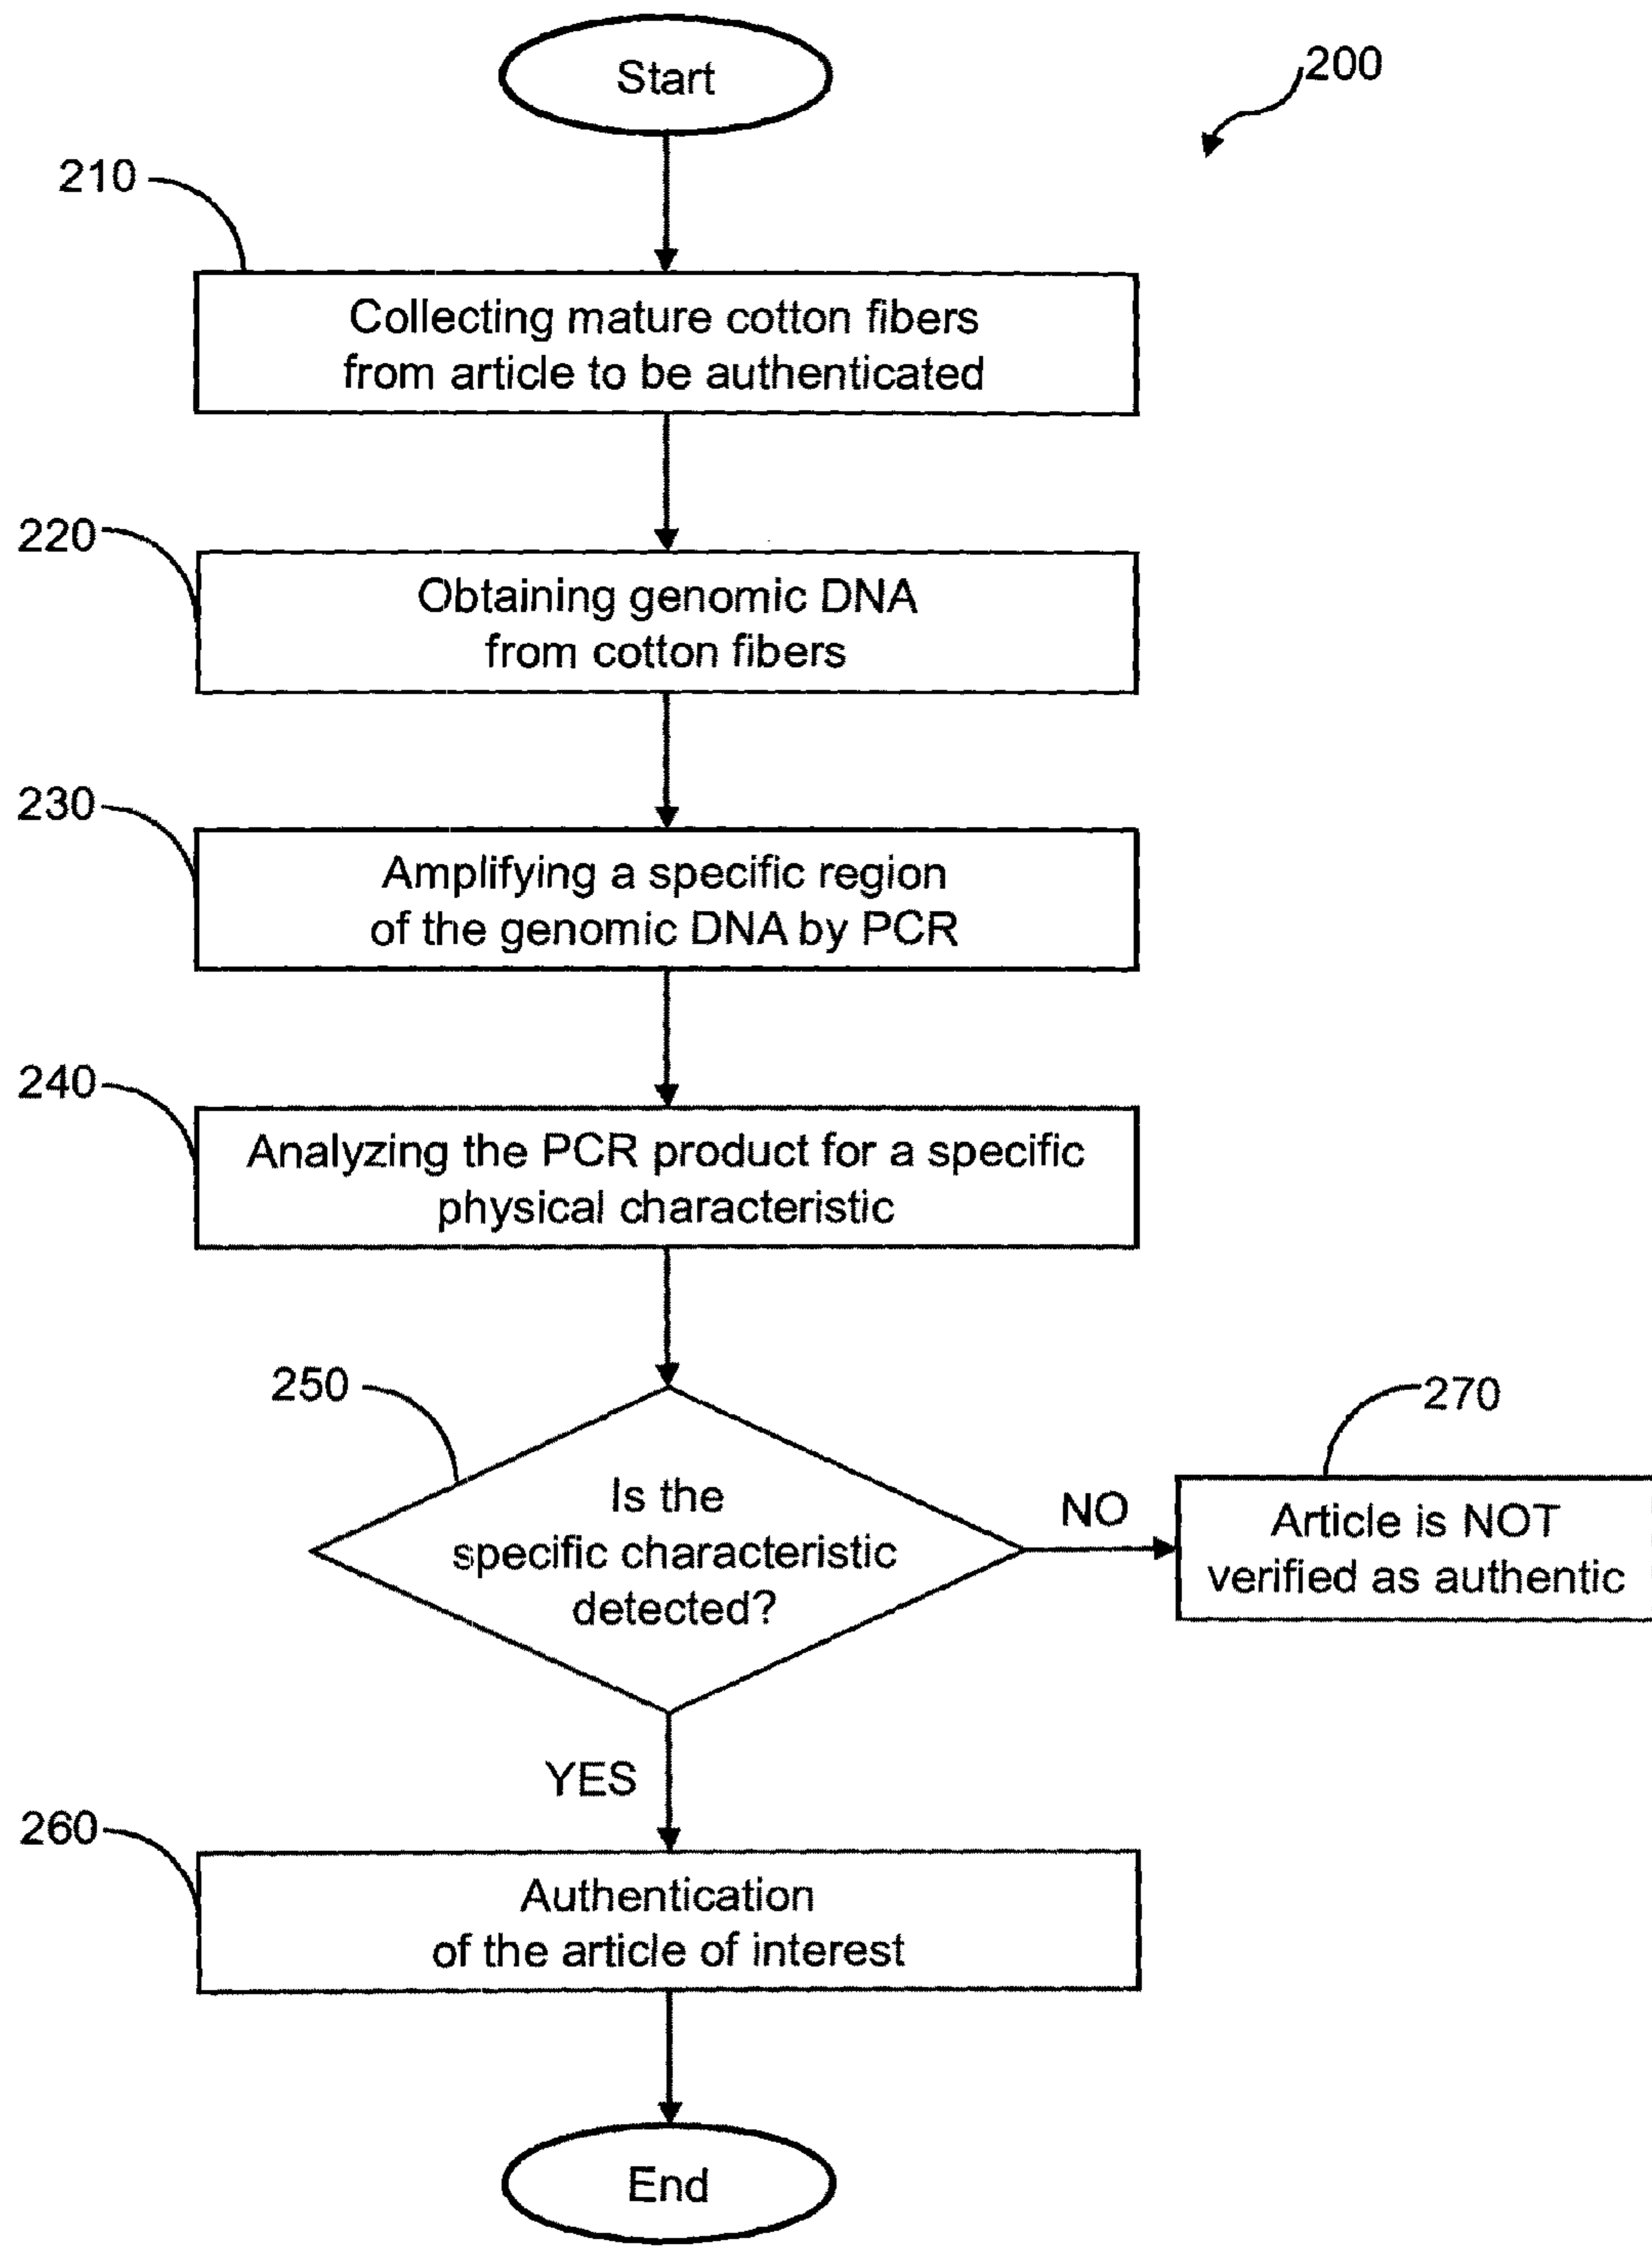 Start
200
210
Collecting mature cotton fibers
from article to be authenticated
220
Obtaining genomic DNA
from cotton fibers
230
Amplifying a specific region
of the genomic DNA by PCR
240
Analyzing the PCR product for a specific
physical characteristic
250
Is the
specific characteristic
detected?
NO
270
Article is NOT
verified as authentic
YES
260
Authentication
of the article of interest
End